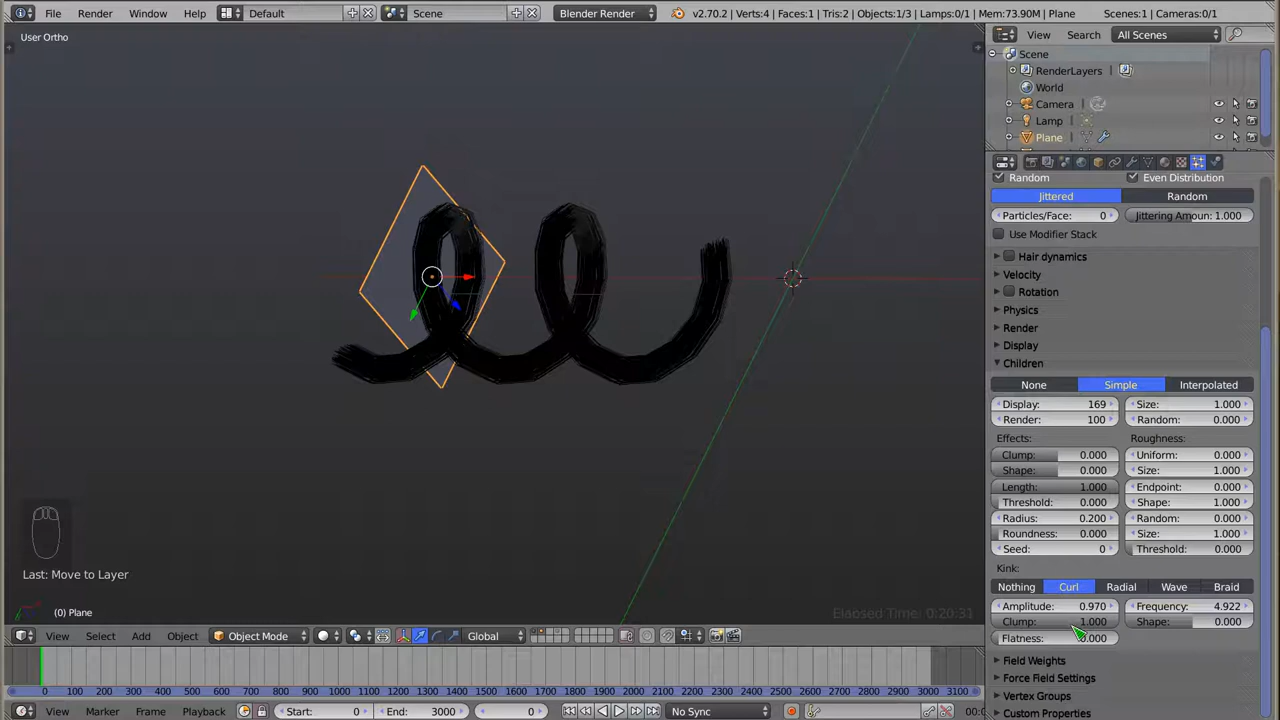 File Render Window Help Default Scene Blender Render v2.70.2 | Verts:4 | Faces:1 | Tris:2 | Objects:1/3 | Lamps:0/1 | Mem:73.90M | Plane Scenes:1 | Cameras:0/1
User Ortho
View Search All Scenes
Scene
RenderLayers
World
Camera
Lamp
Plane
Random Even Distribution
Jittered Random
Particles/Face: 0 Jittering Amoun: 1.000
Use Modifier Stack
Hair dynamics
Velocity
Rotation
Physics
Render
Display
Children
None Simple Interpolated
Display: 169 Size: 1.000
Render: 100 Random: 0.000
Effects: Roughness:
Clump: 0.000 Uniform: 0.000
Shape: 0.000 Size: 1.000
Length: 1.000 Endpoint: 0.000
Threshold: 0.000 Shape: 1.000
Radius: 0.200 Random: 0.000
Roundness: 0.000 Size: 1.000
Seed: 0 Threshold: 0.000
Kink:
Nothing Curl Radial Wave Braid
Amplitude: 0.970 Frequency: 4.922
Clump: 1.000 Shape: 0.000
Flatness: 0.000
Field Weights
Force Field Settings
Vertex Groups
Custom Properties
Last: Move to Layer
(0) Plane
Elapsed Time: 0:20:31
View Select Add Object Object Mode Global
0 100 200 300 400 500 600 700 800 900 1000 1100 1200 1300 1400 1500 1600 1700 1800 1900 2000 2100 2200 2300 2400 2500 2600 2700 2800 2900 3000 3100
View Marker Frame Playback Start: 0 End: 3000 0 No Sync